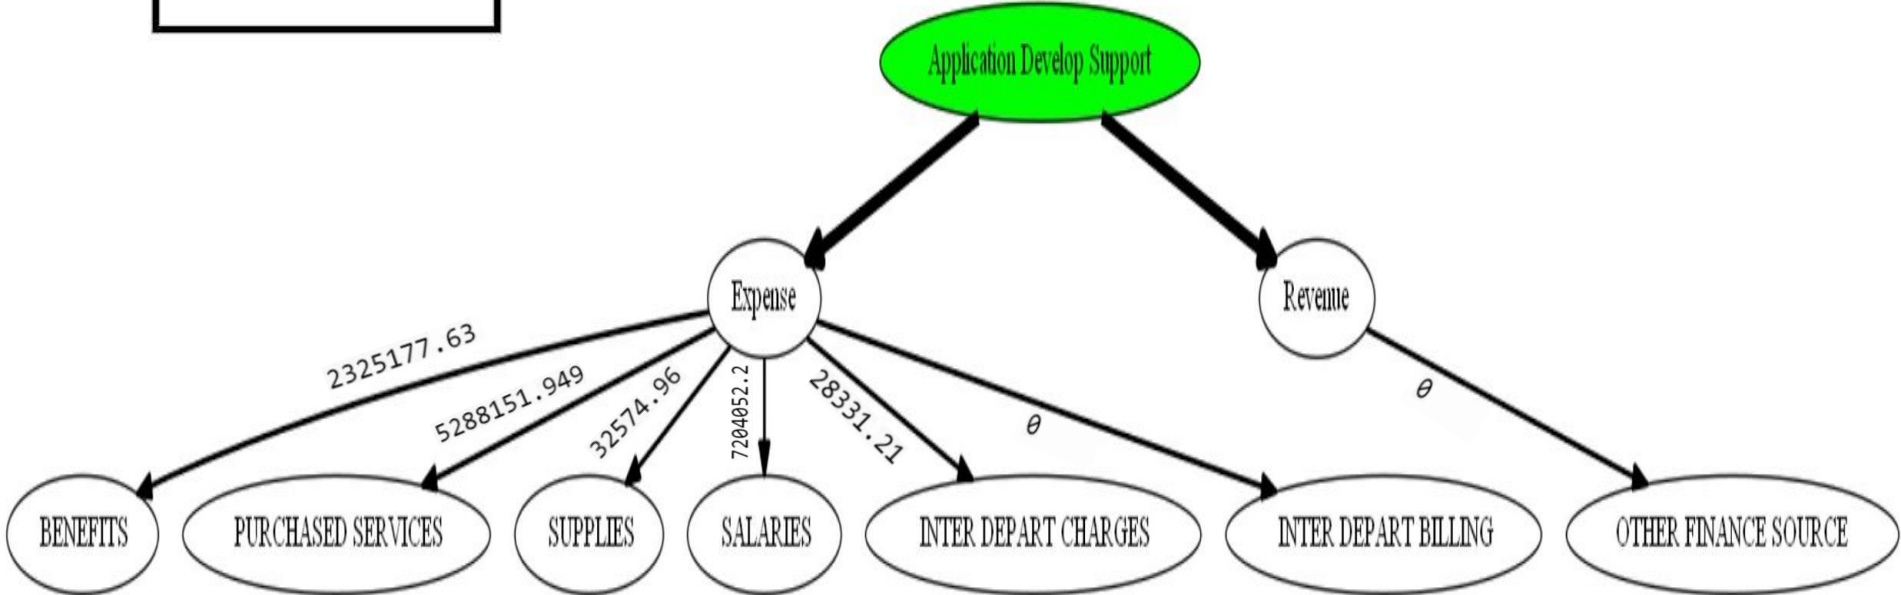 Application Develop Support
Expense
Revenue
2325177.63
5288151.949
32574.96
7204052.2
28331.21
0
0
BENEFITS
PURCHASED SERVICES
SUPPLIES
SALARIES
INTER DEPART CHARGES
INTER DEPART BILLING
OTHER FINANCE SOURCE